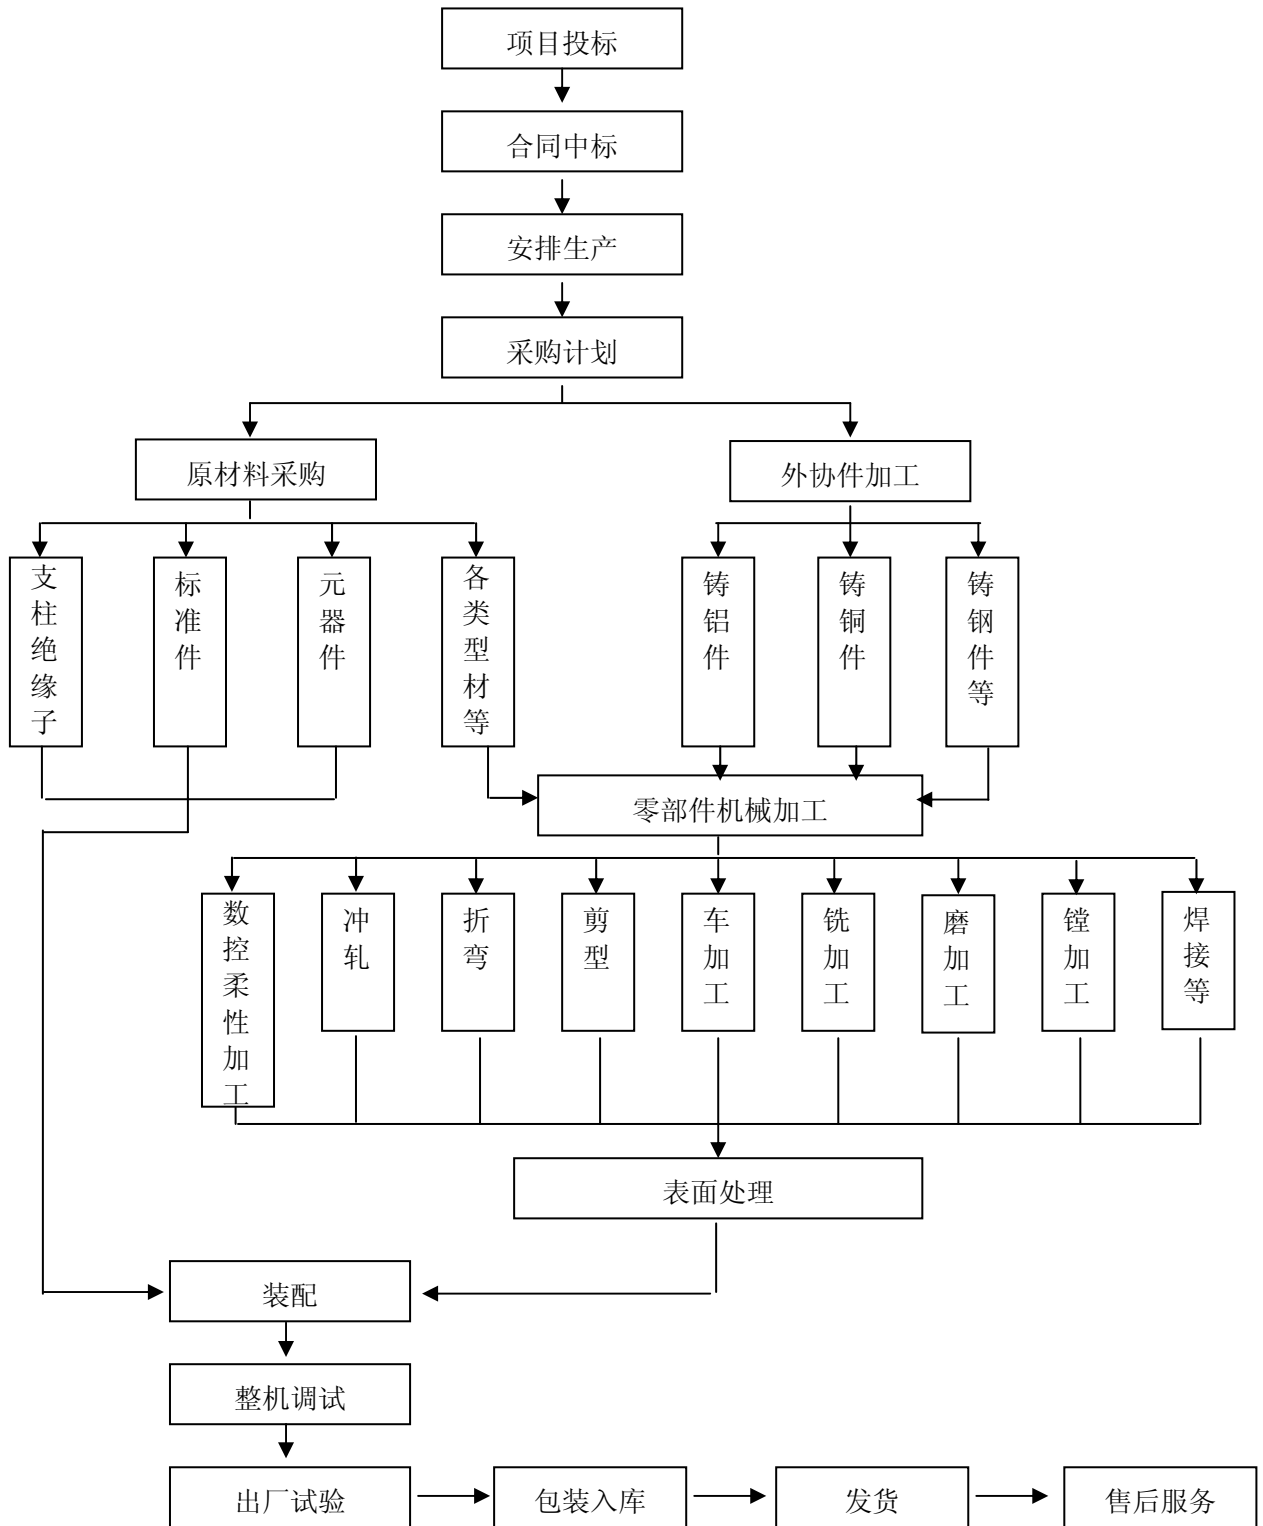 项目投标
合同中标
安排生产
采购计划
原材料采购
外协件加工
支柱绝缘子
标准件
元器件
各类型材等
铸铝件
铸铜件
铸钢件等
零部件机械加工
数控柔性加工
冲轧
折弯
剪型
车加工
铣加工
磨加工
镗加工
焊接等
表面处理
装配
整机调试
出厂试验
包装入库
发货
售后服务